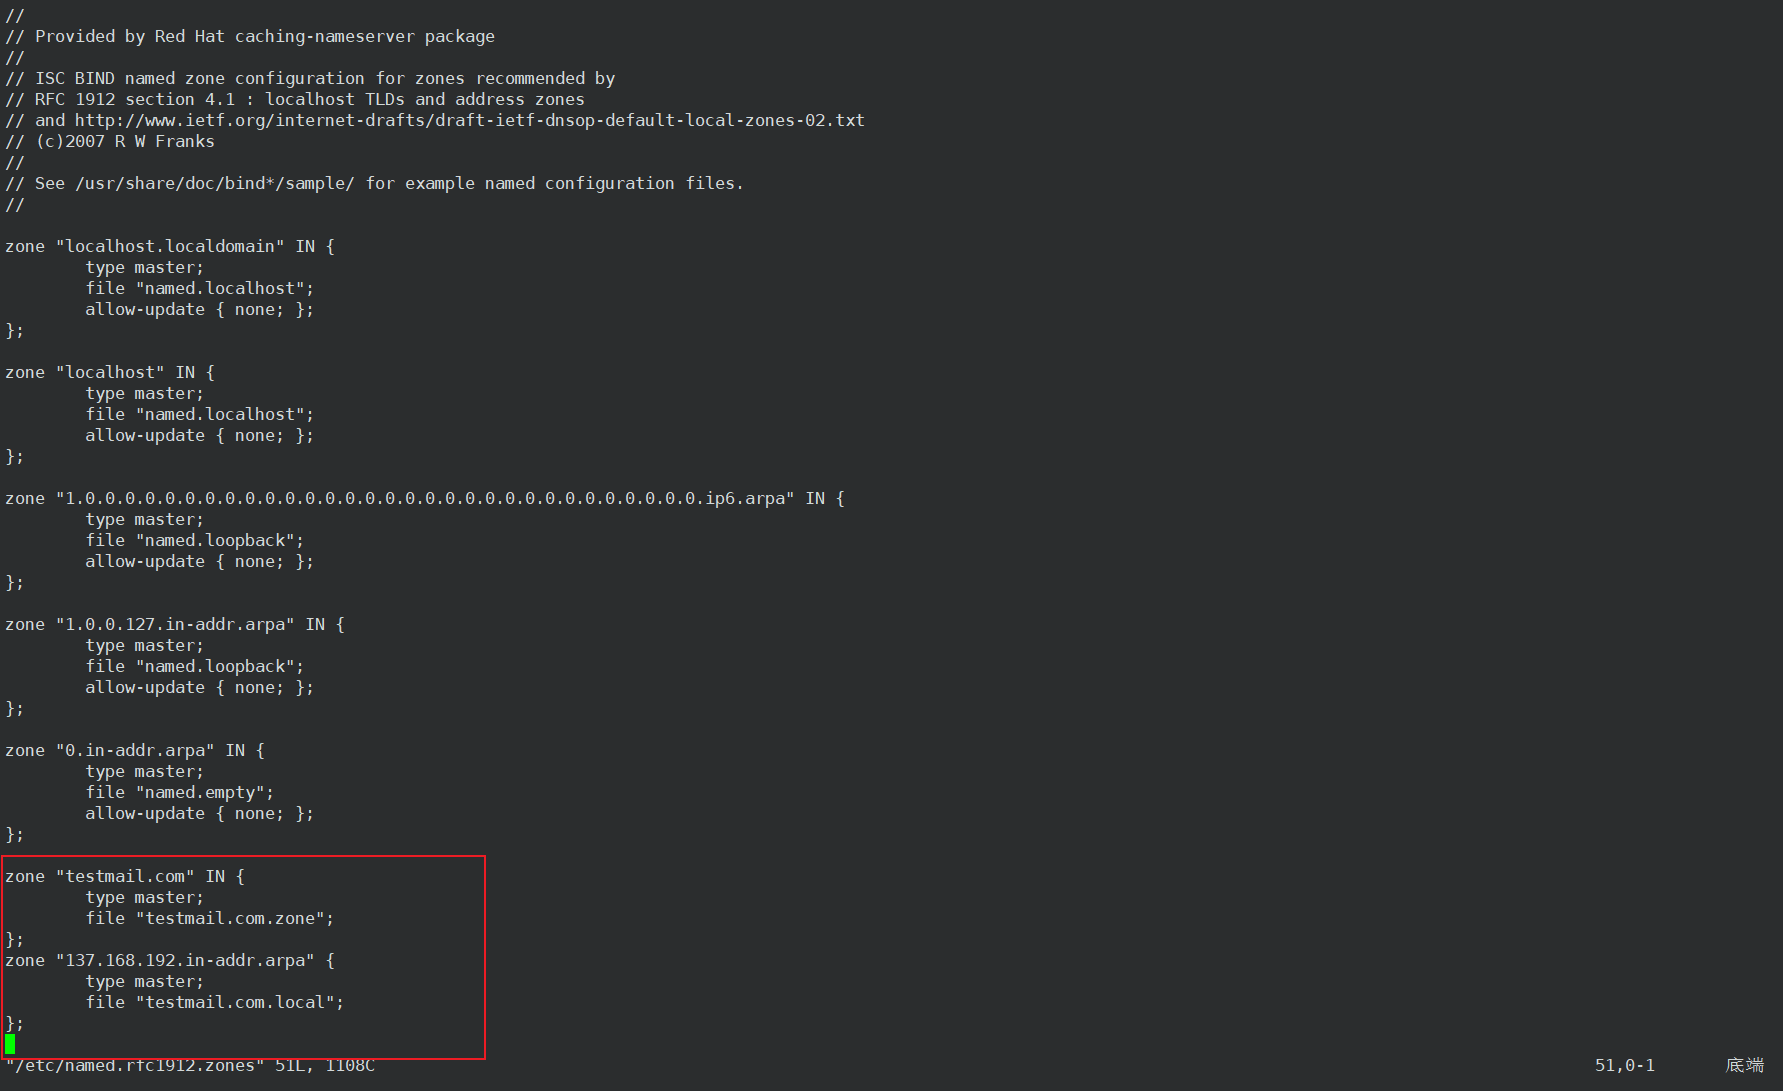 //
// Provided by Red Hat caching-nameserver package
//
// ISC BIND named zone configuration for zones recommended by
// RFC 1912 section 4.1 : localhost TLDs and address zones
// and http://www.ietf.org/internet-drafts/draft-ietf-dnsop-default-local-zones-02.txt
// (c)2007 R W Franks
//
// See /usr/share/doc/bind*/sample/ for example named configuration files.
//
zone "localhost.localdomain" IN {
        type master;
        file "named.localhost";
        allow-update { none; };
};
zone "localhost" IN {
        type master;
        file "named.localhost";
        allow-update { none; };
};
zone "1.0.0.0.0.0.0.0.0.0.0.0.0.0.0.0.0.0.0.0.0.0.0.0.0.0.0.0.0.0.0.0.ip6.arpa" IN {
        type master;
        file "named.loopback";
        allow-update { none; };
};
zone "1.0.0.127.in-addr.arpa" IN {
        type master;
        file "named.loopback";
        allow-update { none; };
};
zone "0.in-addr.arpa" IN {
        type master;
        file "named.empty";
        allow-update { none; };
};
zone "testmail.com" IN {
        type master;
        file "testmail.com.zone";
};
zone "137.168.192.in-addr.arpa" {
        type master;
        file "testmail.com.local";
};
"/etc/named.rfc1912.zones" 51L, 1108C 51,0-1 底端